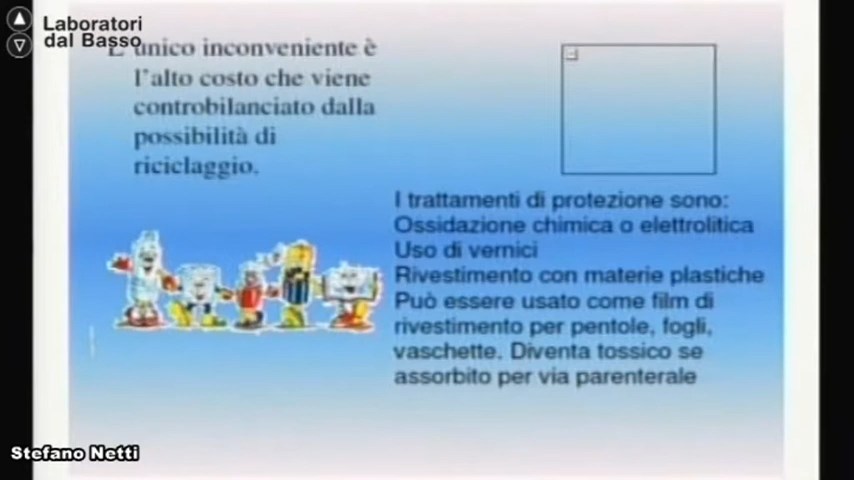 Laboratori
dal Basso
L'unico inconveniente è
l'alto costo che viene
controbilanciato dalla
possibilità di
riciclaggio.
I trattamenti di protezione sono:
Ossidazione chimica o elettrolitica
Uso di vernici
Rivestimento con materie plastiche
Può essere usato come film di
rivestimento per pentole, fogli,
vaschette. Diventa tossico se
assorbito per via parenterale
Stefano Netti